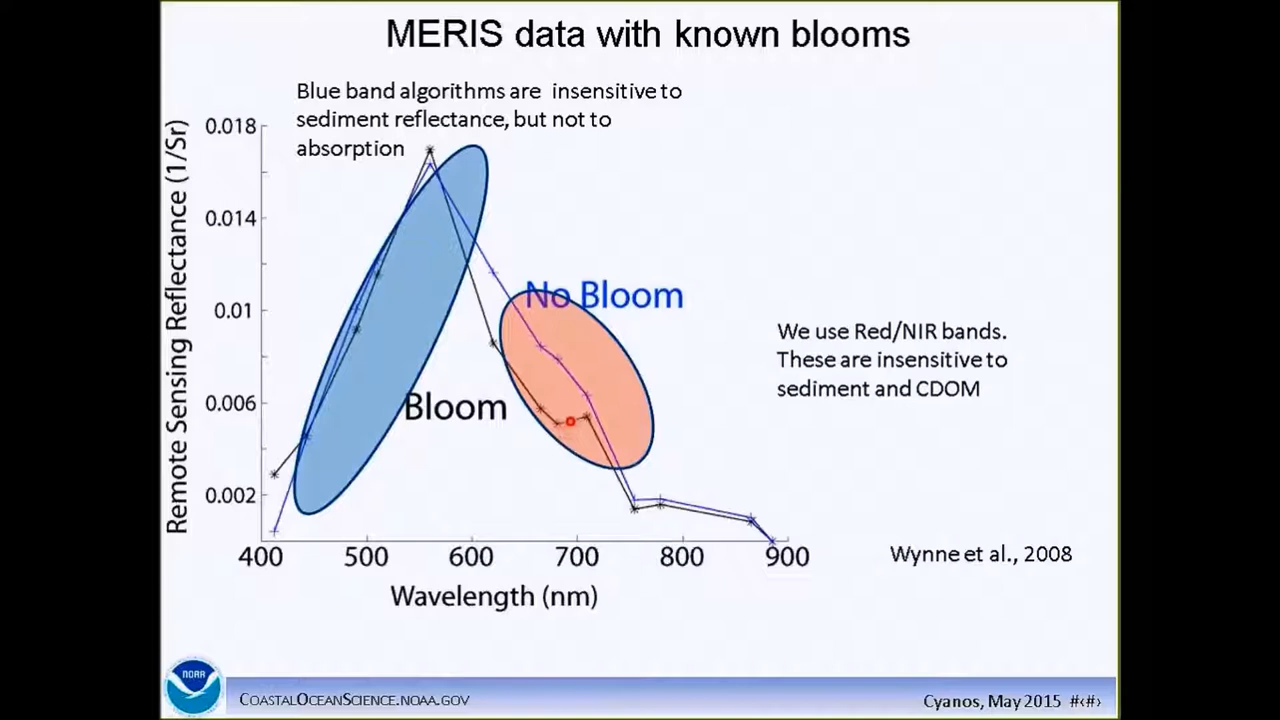 MERIS data with known blooms
Blue band algorithms are insensitive to
sediment reflectance, but not to
absorption
Remote Sensing Reflectance (1/Sr)
0.018
0.014
0.01
0.006
0.002
No Bloom
Bloom
We use Red/NIR bands.
These are insensitive to
sediment and CDOM
400 500 600 700 800 900
Wavelength (nm)
Wynne et al., 2008
NOAA
COASTALOCEANSCIENCE.NOAA.GOV
Cyanos, May 2015 #‹#›